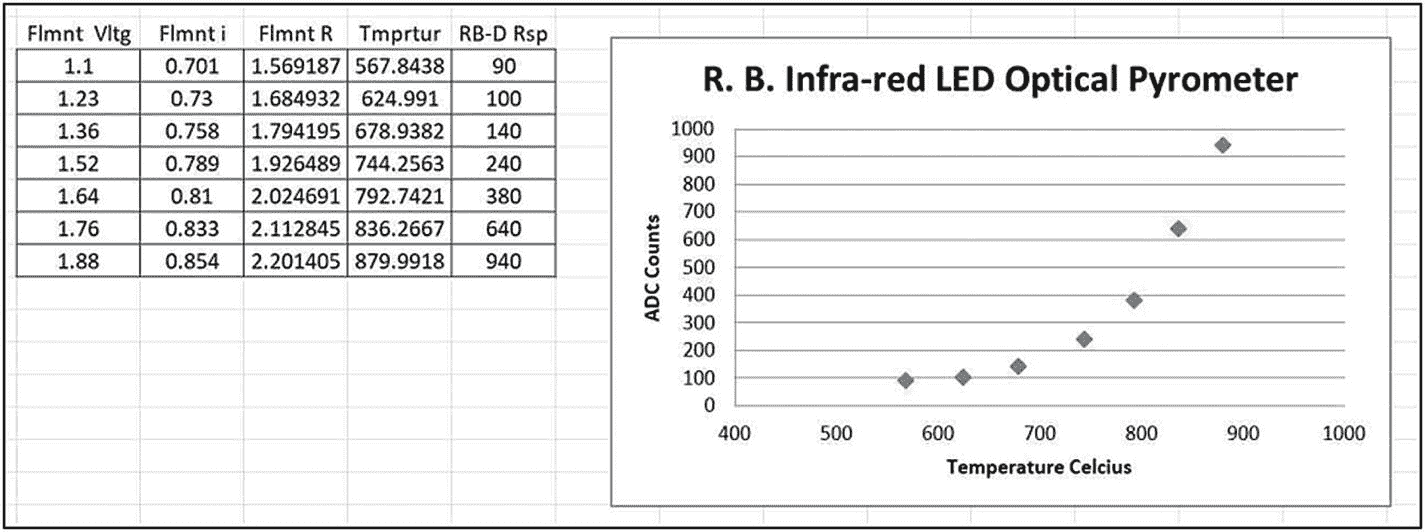 Flmnt Vltg Flmnt i Flmnt R Tmprtur RB-D Rsp
1.1 0.701 1.569187 567.8438 90
1.23 0.73 1.684932 624.991 100
1.36 0.758 1.794195 678.9382 140
1.52 0.789 1.926489 744.2563 240
1.64 0.81 2.024691 792.7421 380
1.76 0.833 2.112845 836.2667 640
1.88 0.854 2.201405 879.9918 940
R. B. Infra-red LED Optical Pyrometer
1000
900
800
700
600
500
400
300
200
100
0
ADC Counts
400 500 600 700 800 900 1000
Temperature Celcius